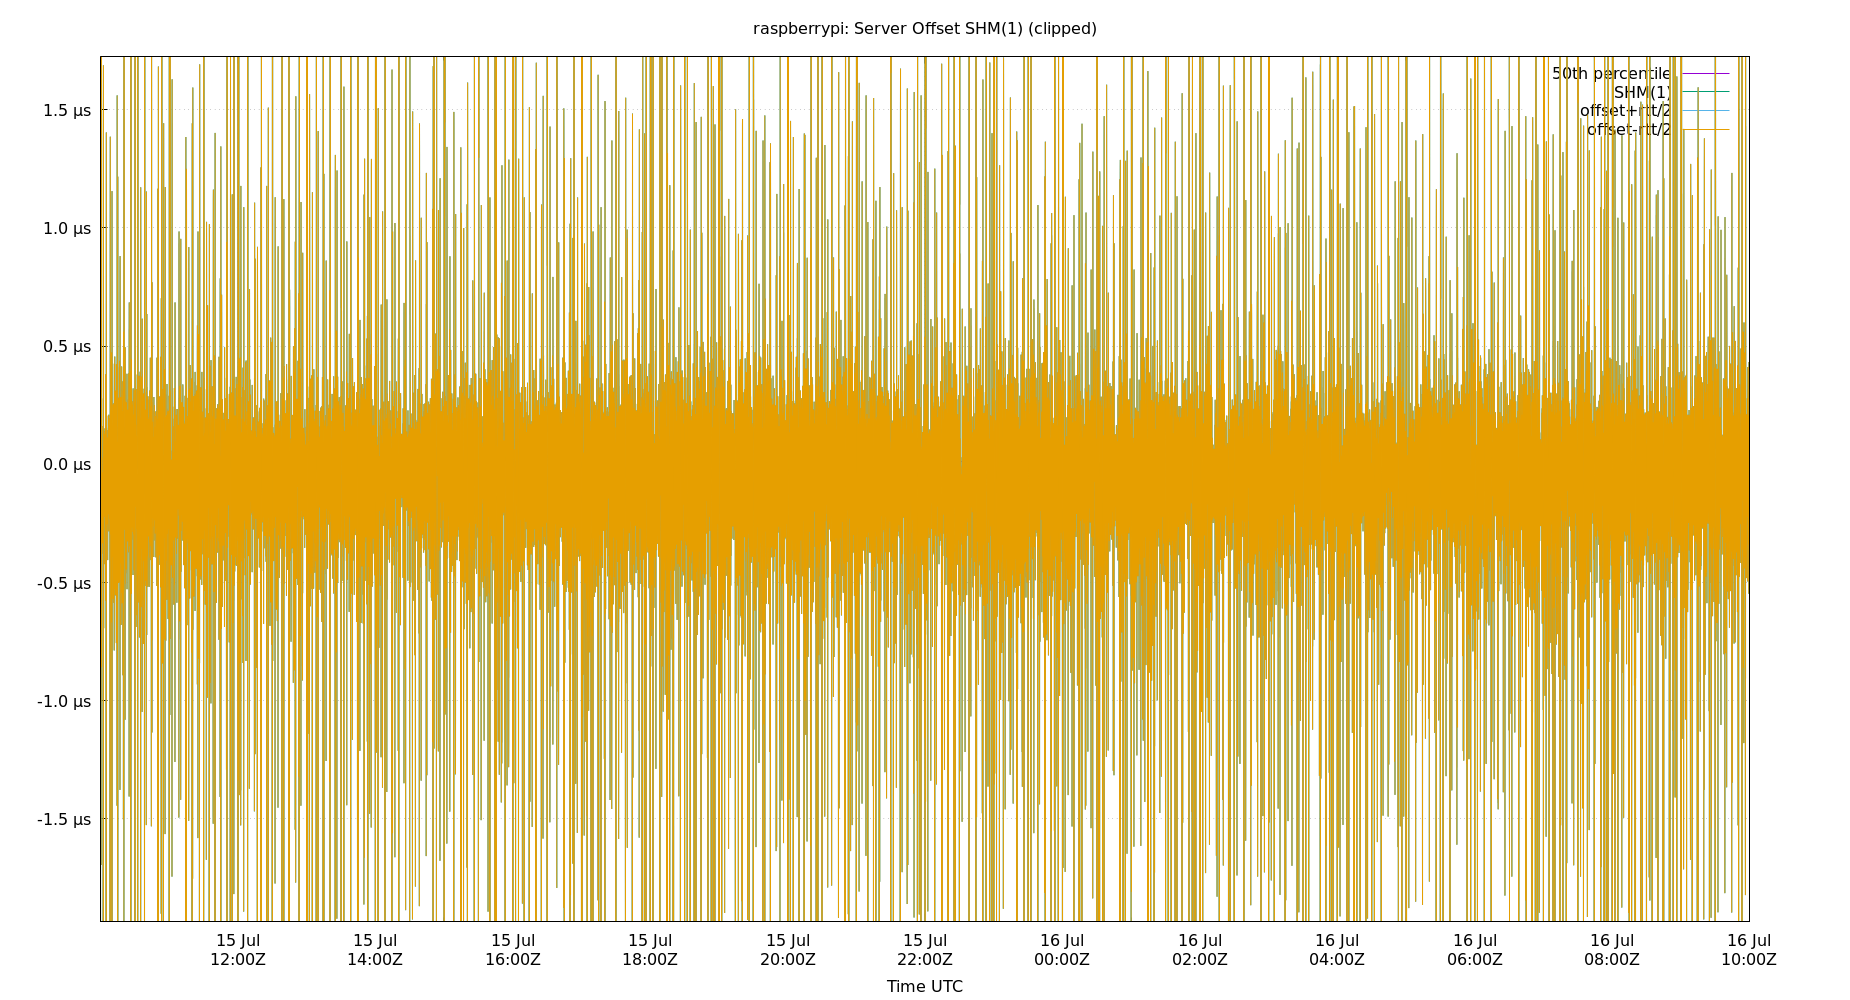 raspberrypi: Server Offset SHM(1) (clipped)
50th percentile
SHM(1)
offset+rtt/2
offset-rtt/2
1.5 µs
1.0 µs
0.5 µs
0.0 µs
-0.5 µs
-1.0 µs
-1.5 µs
15 Jul 15 Jul 15 Jul 15 Jul 15 Jul 15 Jul 16 Jul 16 Jul 16 Jul 16 Jul 16 Jul 16 Jul
12:00Z 14:00Z 16:00Z 18:00Z 20:00Z 22:00Z 00:00Z 02:00Z 04:00Z 06:00Z 08:00Z 10:00Z
Time UTC